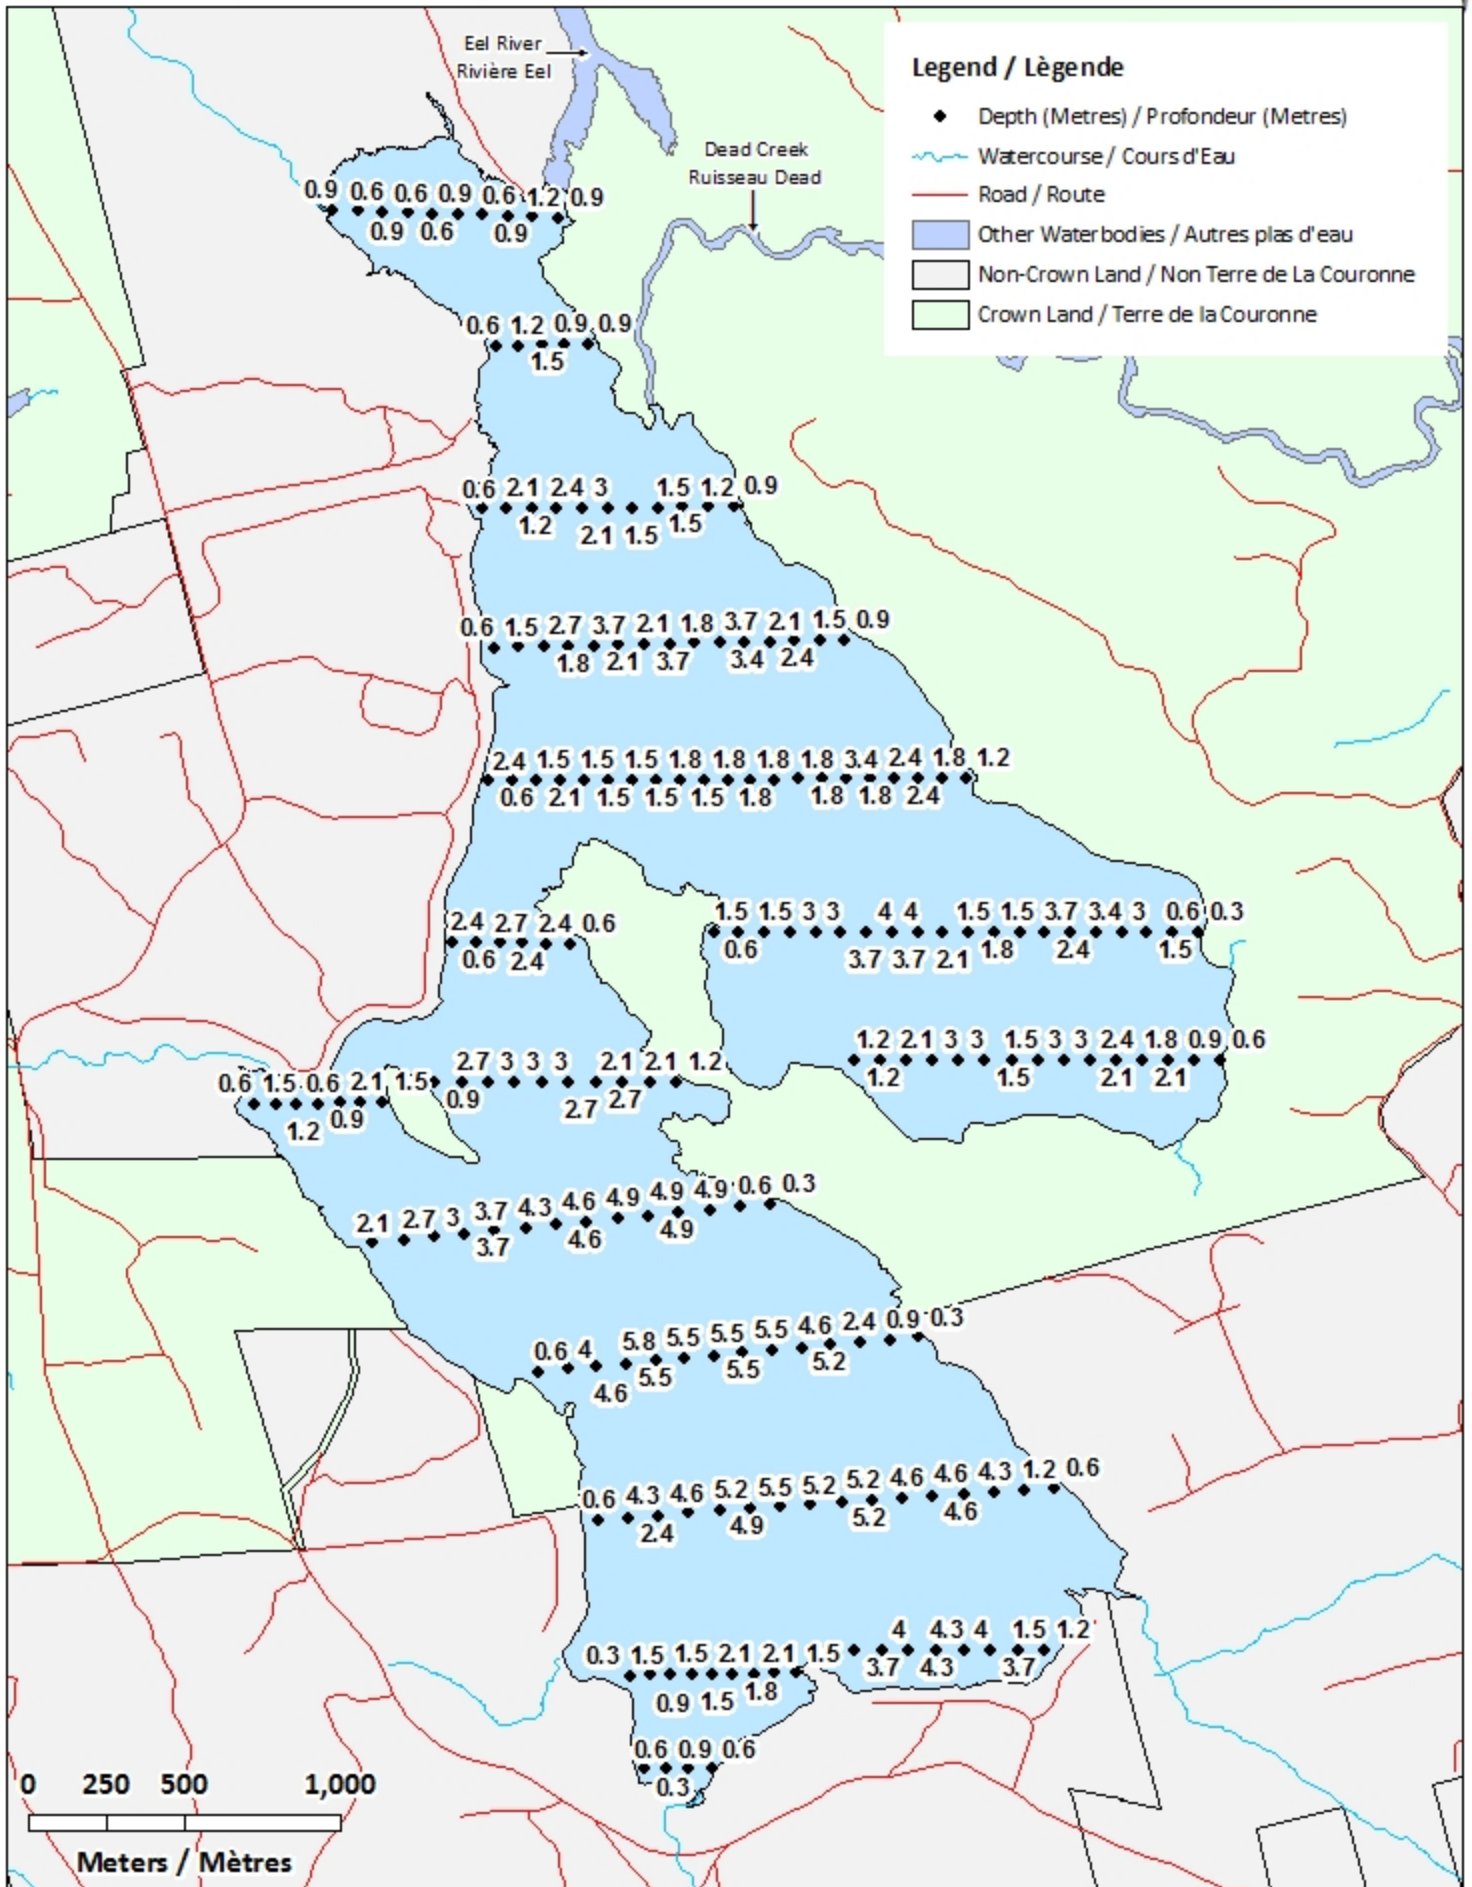 Eel River
Rivière Eel
Dead Creek
Ruisseau Dead
Legend / Lègende
Depth (Metres) / Profondeur (Metres)
Watercourse / Cours d'Eau
Road / Route
Other Waterbodies / Autres plas d'eau
Non-Crown Land / Non Terre de La Couronne
Crown Land / Terre de la Couronne
0.9 0.6 0.6 0.9 0.6 1.2 0.9
0.9 0.6 0.9
0.6 1.2 0.9 0.9
1.5
0.6 2.1 2.4 3 1.5 1.2 0.9
1.2 2.1 1.5 1.5
0.6 1.5 2.7 3.7 2.1 1.8 3.7 2.1 1.5 0.9
1.8 2.1 3.7 3.4 2.4
2.4 1.5 1.5 1.5 1.8 1.8 1.8 1.8 3.4 2.4 1.8 1.2
0.6 2.1 1.5 1.5 1.5 1.8 1.8 1.8 2.4
2.4 2.7 2.4 0.6
0.6 2.4
1.5 1.5 3 3 4 4 1.5 1.5 3.7 3.4 3 0.6 0.3
0.6 3.7 3.7 2.1 1.8 2.4 1.5
1.2 2.1 3 3 1.5 3 3 2.4 1.8 0.9 0.6
1.2 1.5 2.1 2.1
0.6 1.5 0.6 2.1 1.5
1.2 0.9
2.7 3 3 3 2.1 2.1 1.2
0.9 2.7 2.7
2.1 2.7 3 3.7 4.3 4.6 4.9 4.9 4.9 0.6 0.3
3.7 4.6 4.9
0.6 4 5.8 5.5 5.5 5.5 4.6 2.4 0.9 0.3
4.6 5.5 5.5 5.2
0.6 4.3 4.6 5.2 5.5 5.2 5.2 4.6 4.6 4.3 1.2 0.6
2.4 4.9 5.2 4.6
4 4.3 4 1.5 1.2
3.7 4.3 3.7
0.3 1.5 1.5 2.1 2.1 1.5
0.9 1.5 1.8
0.6 0.9 0.6
0.3
0 250 500 1,000
Meters / Mètres